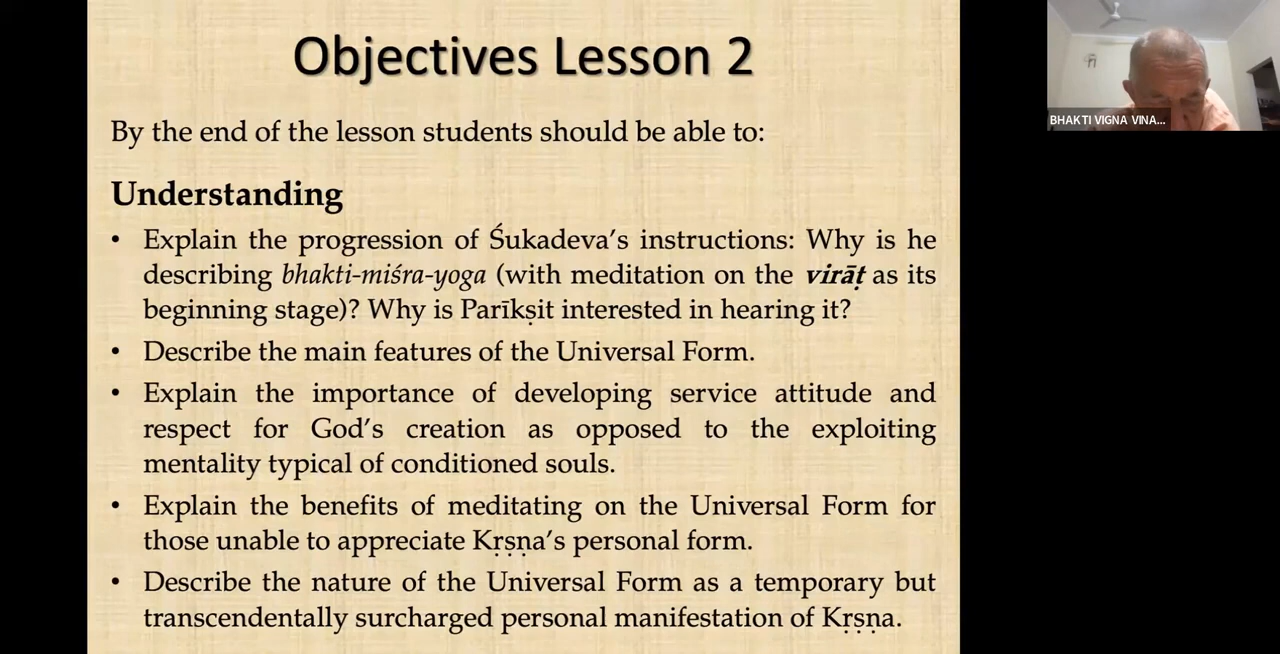 Objectives Lesson 2
By the end of the lesson students should be able to:
Understanding
• Explain the progression of Śukadeva’s instructions: Why is he
describing bhakti-miśra-yoga (with meditation on the virāṭ as its
beginning stage)? Why is Parīkṣit interested in hearing it?
• Describe the main features of the Universal Form.
• Explain the importance of developing service attitude and
respect for God’s creation as opposed to the exploiting
mentality typical of conditioned souls.
• Explain the benefits of meditating on the Universal Form for
those unable to appreciate Kṛṣṇa’s personal form.
• Describe the nature of the Universal Form as a temporary but
transcendentally surcharged personal manifestation of Kṛṣṇa.
BHAKTI VIGNA VINA...